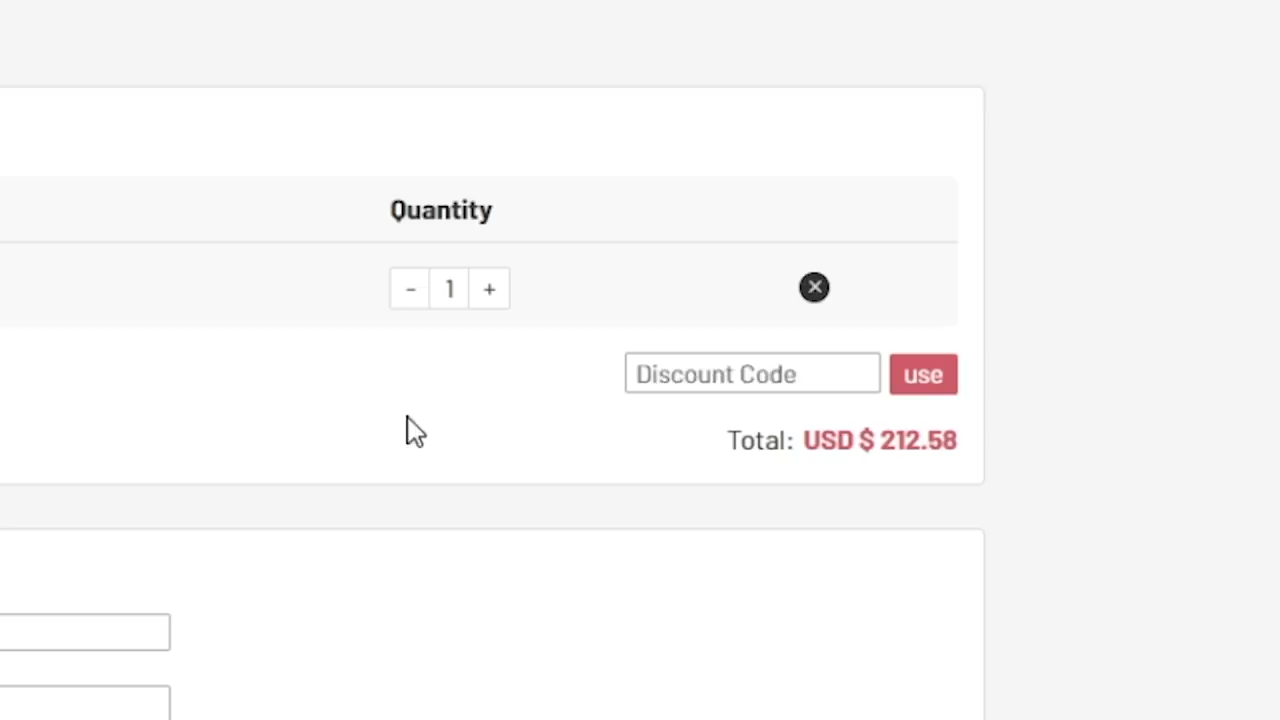 Quantity
- 1 +
Discount Code use
Total: USD $ 212.58